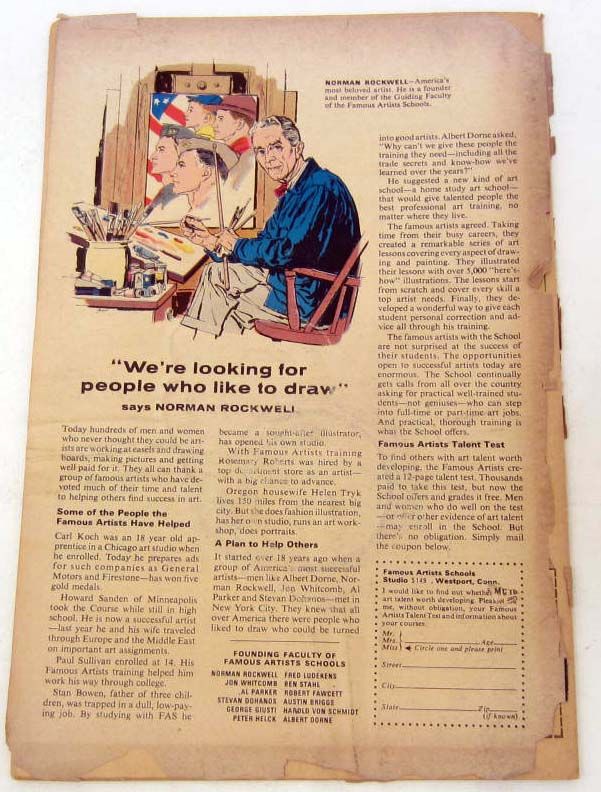 NORMAN ROCKWELL—America's
most beloved artist. He is a founder
and member of the Guiding Faculty
of the Famous Artists Schools.
"We're looking for
people who like to draw"
says NORMAN ROCKWELL
Today hundreds of men and women
who never thought they could be art-
ists are working at easels and drawing
boards, making pictures and getting
well paid for it. They all can thank a
group of famous artists who have de-
voted much of their time and talent
to helping others find success in art.
Some of the People the
Famous Artists Have Helped
Carl Koch was an 18 year old ap-
prentice in a Chicago art studio when
he enrolled. Today he prepares ads
for such companies as General
Motors and Firestone—has won five
gold medals.
Howard Sanden of Minneapolis
took the Course while still in high
school. He is now a successful artist
—last year he and his wife traveled
through Europe and the Middle East
on important art assignments.
Paul Sullivan enrolled at 14. His
Famous Artists training helped him
work his way through college.
Stan Bowen, father of three chil-
dren, was trapped in a dull, low-pay-
ing job. By studying with FAS he
became a sought-after illustrator,
has opened his own studio.
With Famous Artists training
Rosemary Roberts was hired by a
top department store as an artist—
with a big chance to advance.
Oregon housewife Helen Tryk
lives 150 miles from the nearest big
city. But she does fashion illustration,
has her own studio, runs an art work-
shop, does portraits.
A Plan to Help Others
It started over 18 years ago when a
group of America's most successful
artists—men like Albert Dorne, Nor-
man Rockwell, Jon Whitcomb, Al
Parker and Stevan Dohanos—met in
New York City. They knew that all
over America there were people who
liked to draw who could be turned
FOUNDING FACULTY OF
FAMOUS ARTISTS SCHOOLS
NORMAN ROCKWELL FRED LUDEKENS
JON WHITCOMB BEN STAHL
AL PARKER ROBERT FAWCETT
STEVAN DOHANOS AUSTIN BRIGGS
GEORGE GIUSTI HAROLD VON SCHMIDT
PETER HELCK ALBERT DORNE
into good artists. Albert Dorne asked,
"Why can't we give these people the
training they need—including all the
trade secrets and know-how we've
learned over the years?"
He suggested a new kind of art
school—a home study art school—
that would give talented people the
best professional art training, no
matter where they live.
The famous artists agreed. Taking
time from their busy careers, they
created a remarkable series of art
lessons covering every aspect of draw-
ing and painting. They illustrated
their lessons with over 5,000 "here's-
how" illustrations. The lessons start
from scratch and cover every skill a
top artist needs. Finally, they de-
veloped a wonderful way to give each
student personal correction and ad-
vice all through his training.
The famous artists with the School
are not surprised at the success of
their students. The opportunities
open to successful artists today are
enormous. The School continually
gets calls from all over the country
asking for practical well-trained stu-
dents—not geniuses—who can step
into full-time or part-time art jobs.
And practical, thorough training is
what the School offers.
Famous Artists Talent Test
To find others with art talent worth
developing, the Famous Artists cre-
ated a 12-page talent test. Thousands
paid to take this test, but now the
School offers and grades it free. Men
and women who do well on the test
—or offer other evidence of art talent
—may enroll in the School. But
there's no obligation. Simply mail
the coupon below.
Famous Artists Schools
Studio 5149, Westport, Conn.
I would like to find out whether
art talent worth developing. Please
me, without obligation, your Famous
Artists Talent Test and information about
your courses.
Mr.
Mrs. Age
Miss Circle one and please print
Street
City
State Zip
(if known)